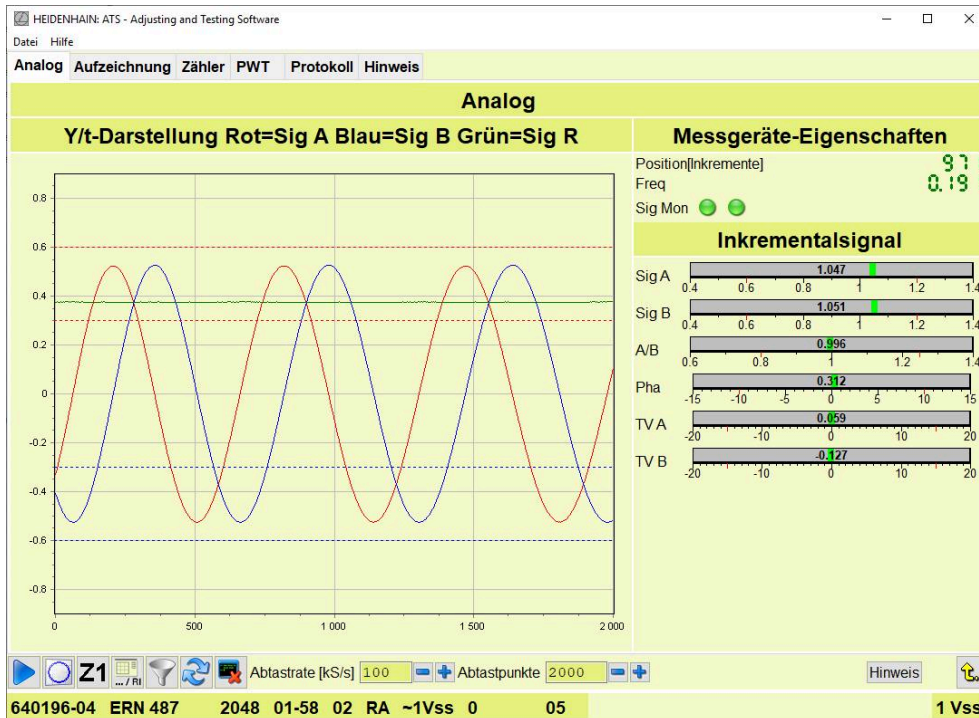 HEIDENHAIN: ATS - Adjusting and Testing Software
Datei Hilfe
Analog Aufzeichnung Zähler PWT Protokoll Hinweis
Analog
Y/t-Darstellung Rot=Sig A Blau=Sig B Grün=Sig R
0.8
0.6
0.4
0.2
0
-0.2
-0.4
-0.6
-0.8
0 500 1 000 1 500 2 000
Messgeräte-Eigenschaften
Position[Inkremente] 97
Freq 0.19
Sig Mon
Inkrementalsignal
Sig A 1.047
0.4 0.6 0.8 1 1.2 1.4
Sig B 1.051
0.4 0.6 0.8 1 1.2 1.4
A/B 0.996
0.6 0.8 1 1.2 1.4
Pha 0.312
-15 -10 -5 0 5 10 15
TV A 0.059
-20 -10 0 10 20
TV B -0.127
-20 -10 0 10 20
Z1 ... / RI Abtastrate [kS/s] 100 Abtastpunkte 2000 Hinweis
640196-04 ERN 487 2048 01-58 02 RA ~1Vss 0 05 1 Vss